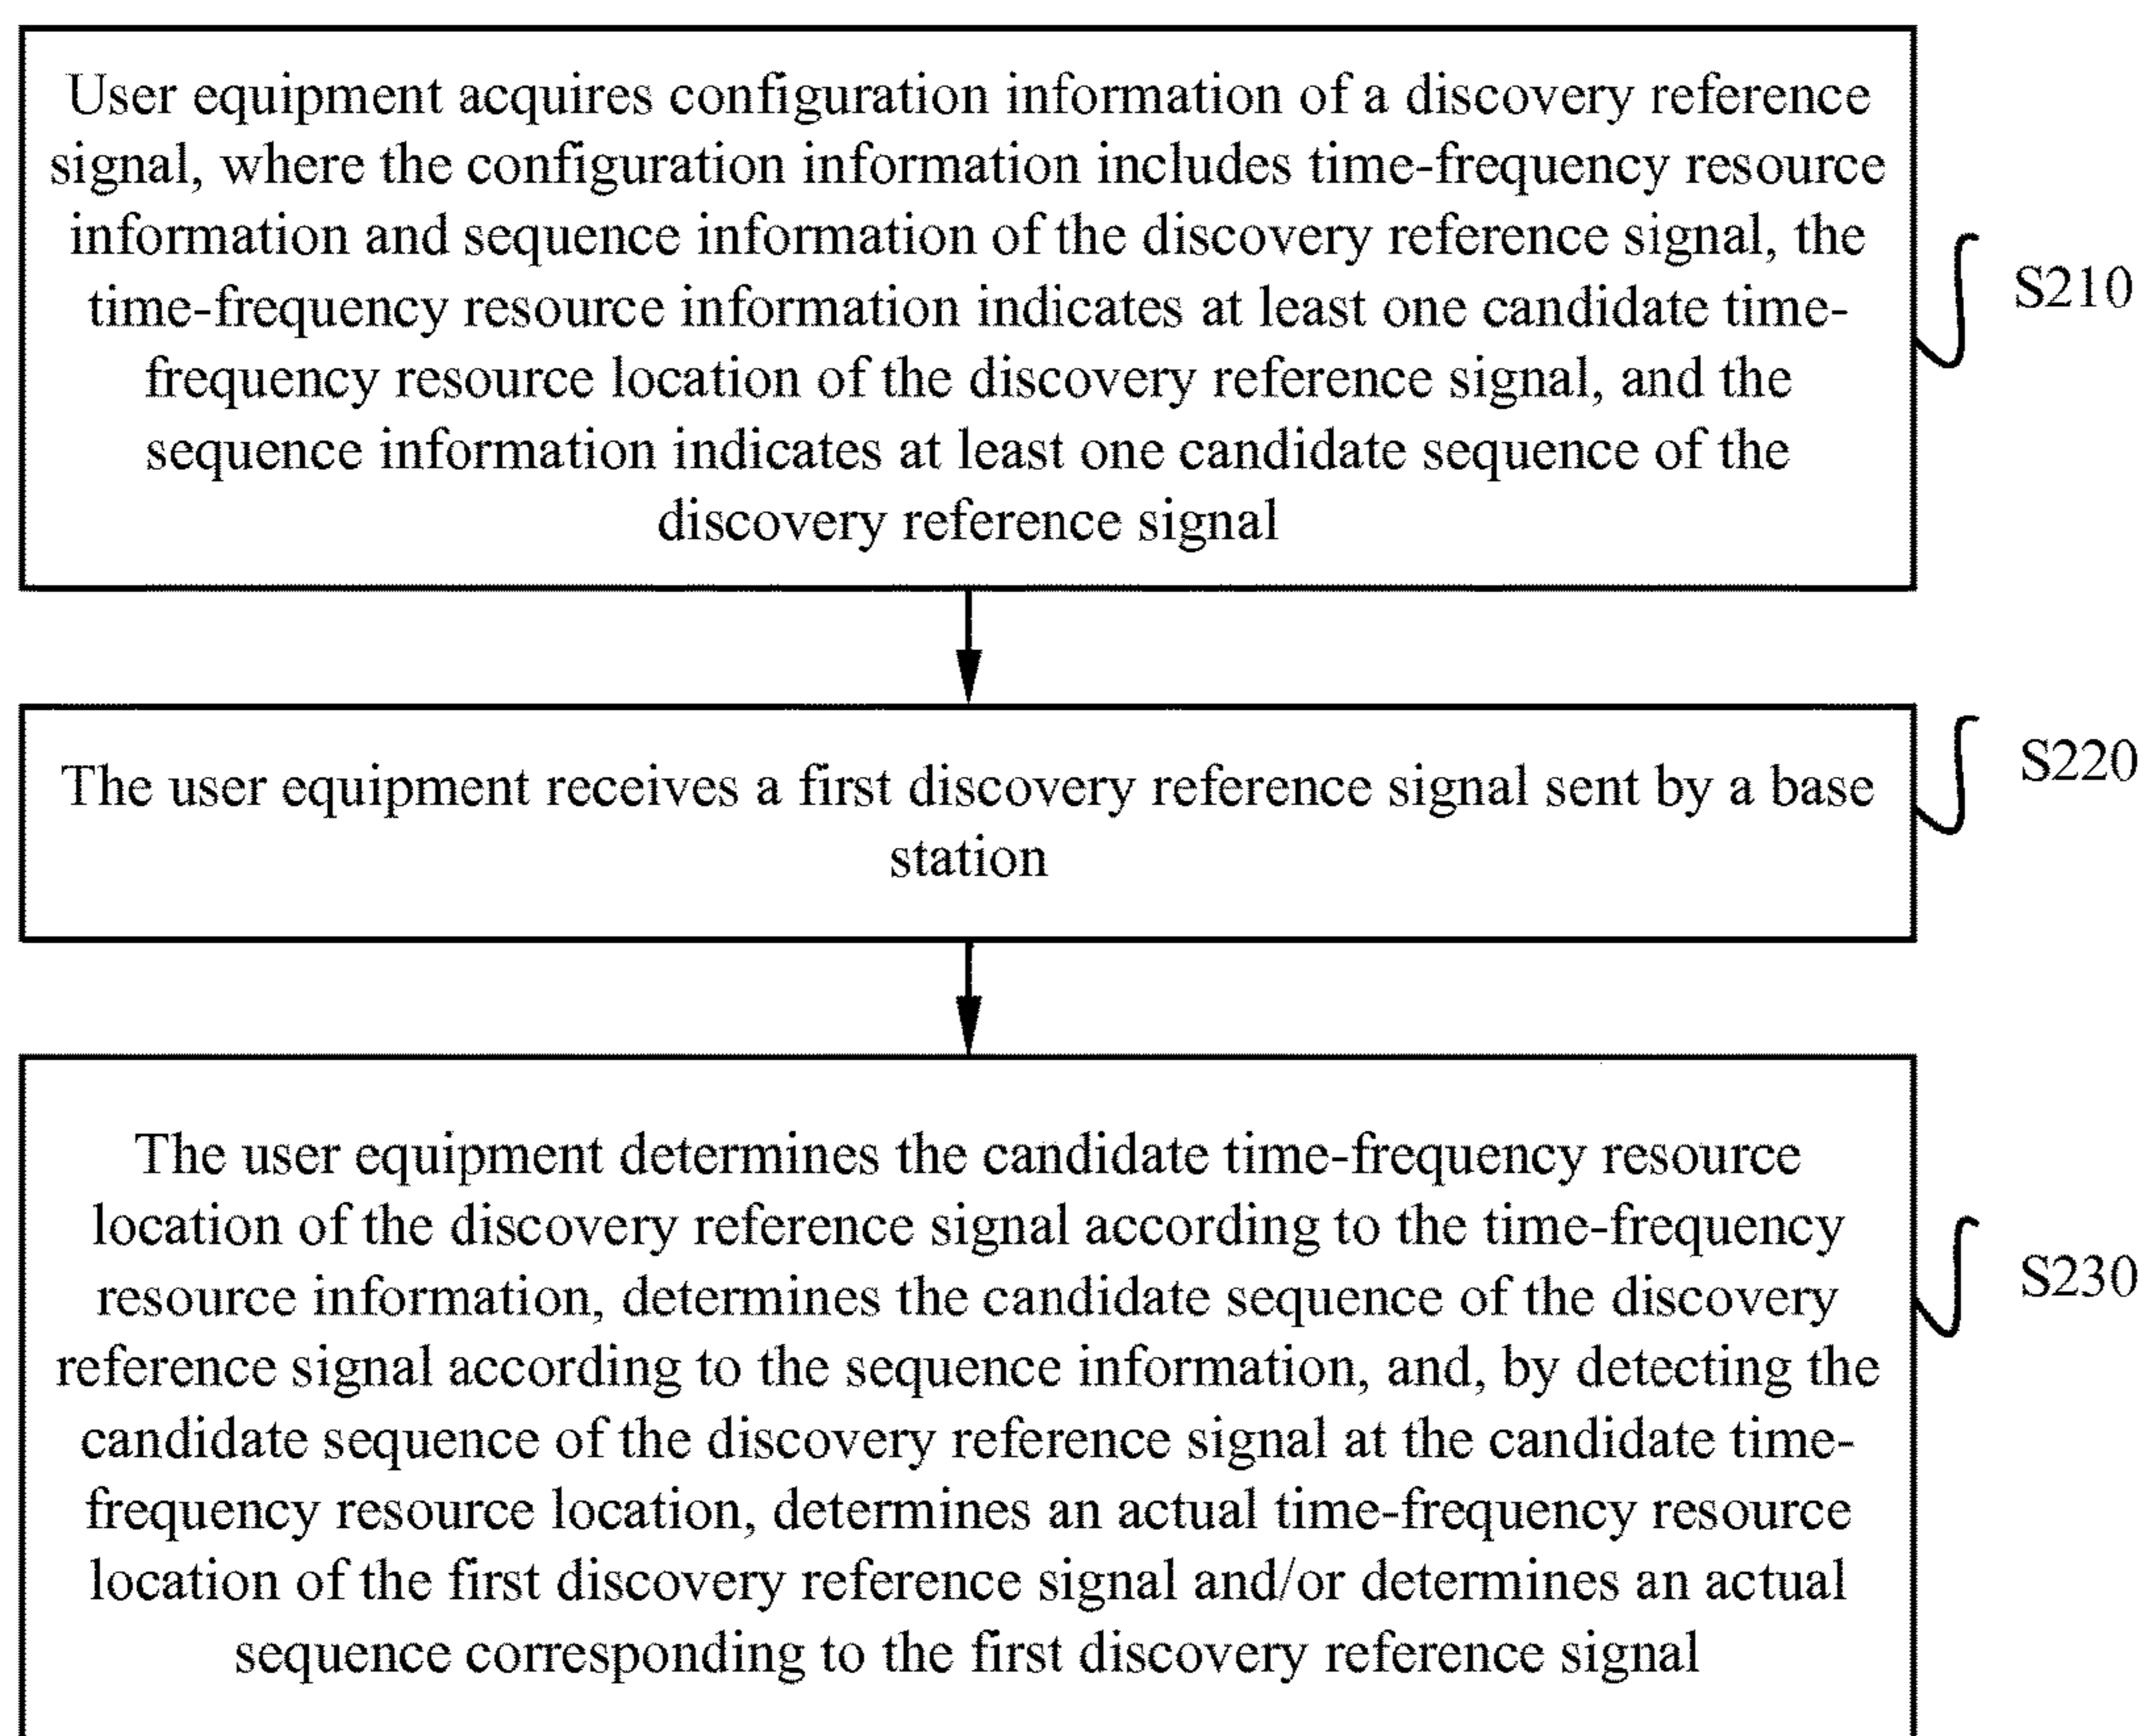 User equipment acquires configuration information of a discovery reference
signal, where the configuration information includes time-frequency resource
information and sequence information of the discovery reference signal, the
time-frequency resource information indicates at least one candidate time-
frequency resource location of the discovery reference signal, and the
sequence information indicates at least one candidate sequence of the
discovery reference signal
S210
The user equipment receives a first discovery reference signal sent by a base
station
S220
The user equipment determines the candidate time-frequency resource
location of the discovery reference signal according to the time-frequency
resource information, determines the candidate sequence of the discovery
reference signal according to the sequence information, and, by detecting the
candidate sequence of the discovery reference signal at the candidate time-
frequency resource location, determines an actual time-frequency resource
location of the first discovery reference signal and/or determines an actual
sequence corresponding to the first discovery reference signal
S230